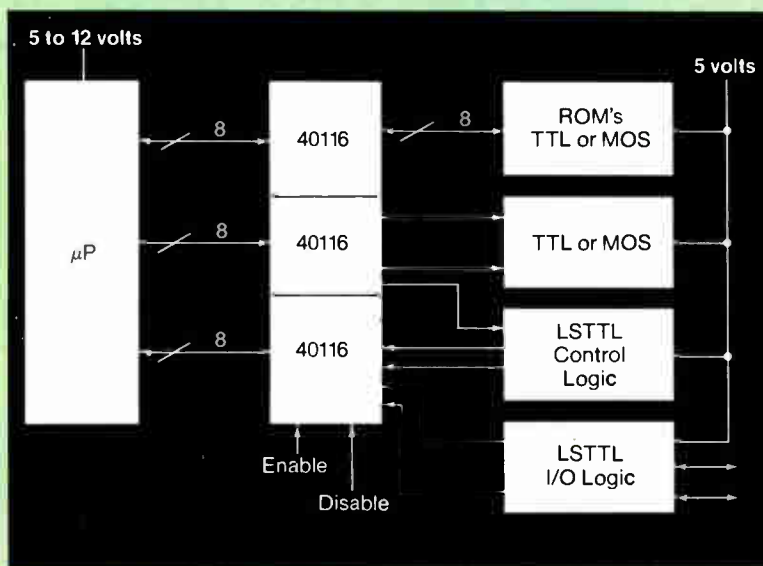 5 to 12 volts
5 volts
8
40116
8
ROM's
TTL or MOS
μP
8
40116
TTL or MOS
8
40116
LSTTL
Control
Logic
Enable
Disable
LSTTL
I/O Logic